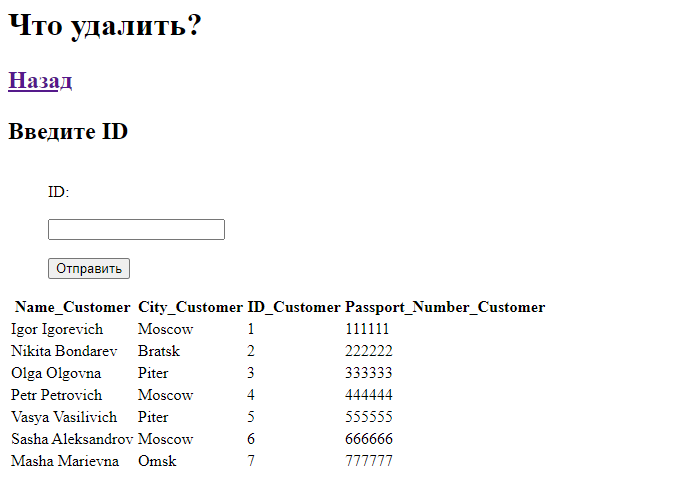 Что удалить?
Назад
Введите ID
ID:
Отправить
Name_Customer City_Customer ID_Customer Passport_Number_Customer
Igor Igorevich Moscow 1 111111
Nikita Bondarev Bratsk 2 222222
Olga Olgovna Piter 3 333333
Petr Petrovich Moscow 4 444444
Vasya Vasilivich Piter 5 555555
Sasha Aleksandrov Moscow 6 666666
Masha Marievna Omsk 7 777777